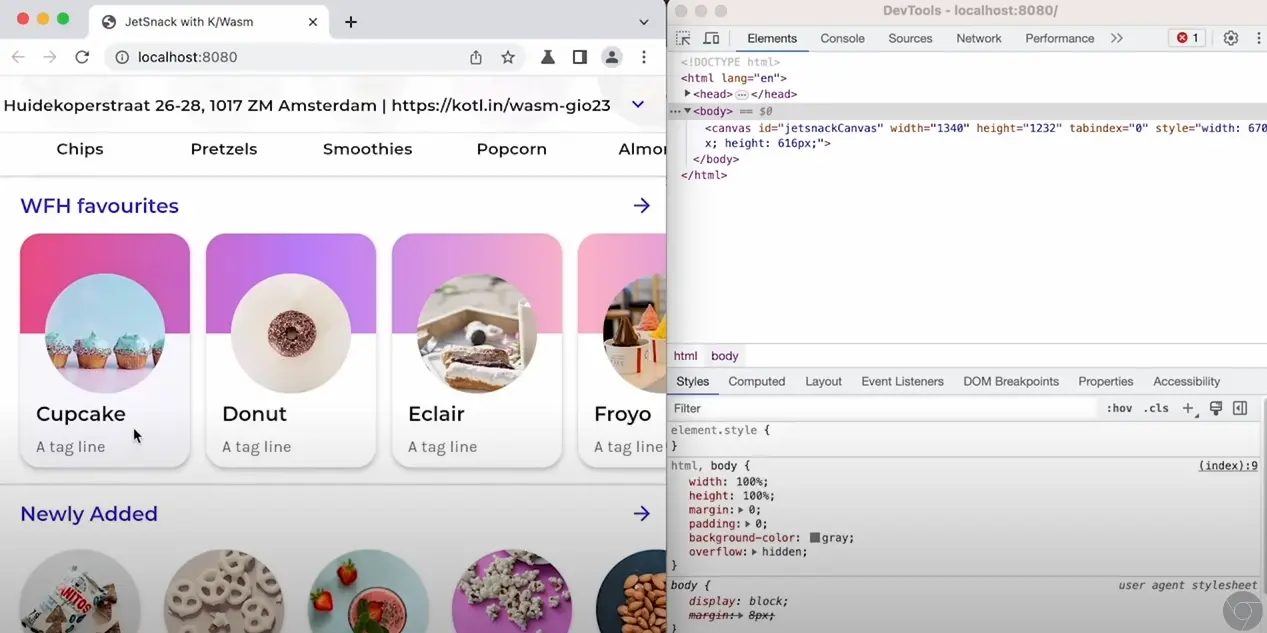 JetSnack with K/Wasm
localhost:8080
Huidekoperstraat 26-28, 1017 ZM Amsterdam | https://kotl.in/wasm-gio23
Chips Pretzels Smoothies Popcorn Almon
WFH favourites
Cupcake Donut Eclair Froyo
A tag line A tag line A tag line A tag line
Newly Added
DevTools - localhost:8080/
Elements Console Sources Network Performance 1
<!DOCTYPE html>
<html lang="en">
<head> … </head>
<body> == $0
<canvas id="jetsnackCanvas" width="1340" height="1232" tabindex="0" style="width: 670
x; height: 616px;">
</body>
</html>
html body
Styles Computed Layout Event Listeners DOM Breakpoints Properties Accessibility
Filter :hov .cls
element.style {
}
html, body { (index):9
width: 100%;
height: 100%;
margin: 0;
padding: 0;
background-color: gray;
overflow: hidden;
}
body { user agent stylesheet
display: block;
margin: 8px;
}